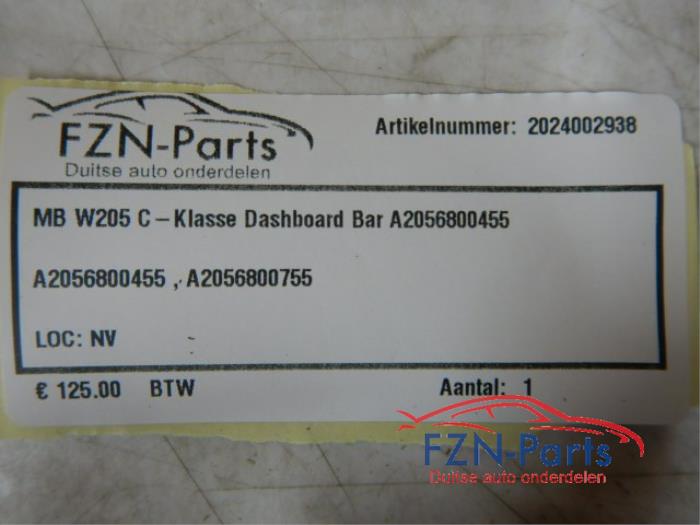 FZN-Parts
Duitse auto onderdelen
Artikelnummer: 2024002938
MB W205 C-Klasse Dashboard Bar A2056800455
A2056800455 , A2056800755
LOC: NV
€ 125.00 BTW
Aantal: 1
FZN-Parts
Duitse auto onderdelen